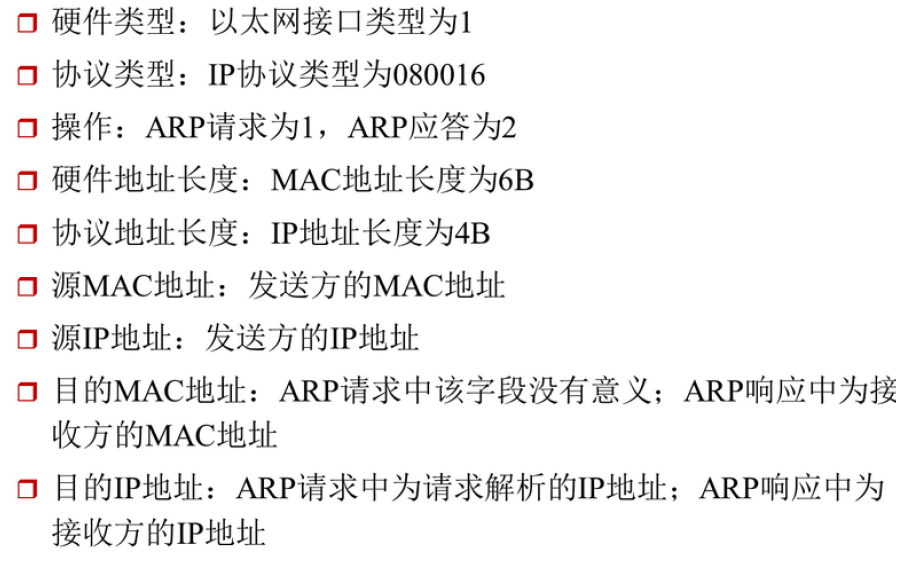 硬件类型：以太网接口类型为1
协议类型：IP协议类型为080016
操作：ARP请求为1，ARP应答为2
硬件地址长度：MAC地址长度为6B
协议地址长度：IP地址长度为4B
源MAC地址：发送方的MAC地址
源IP地址：发送方的IP地址
目的MAC地址：ARP请求中该字段没有意义；ARP响应中为接
收方的MAC地址
目的IP地址：ARP请求中为请求解析的IP地址；ARP响应中为
接收方的IP地址